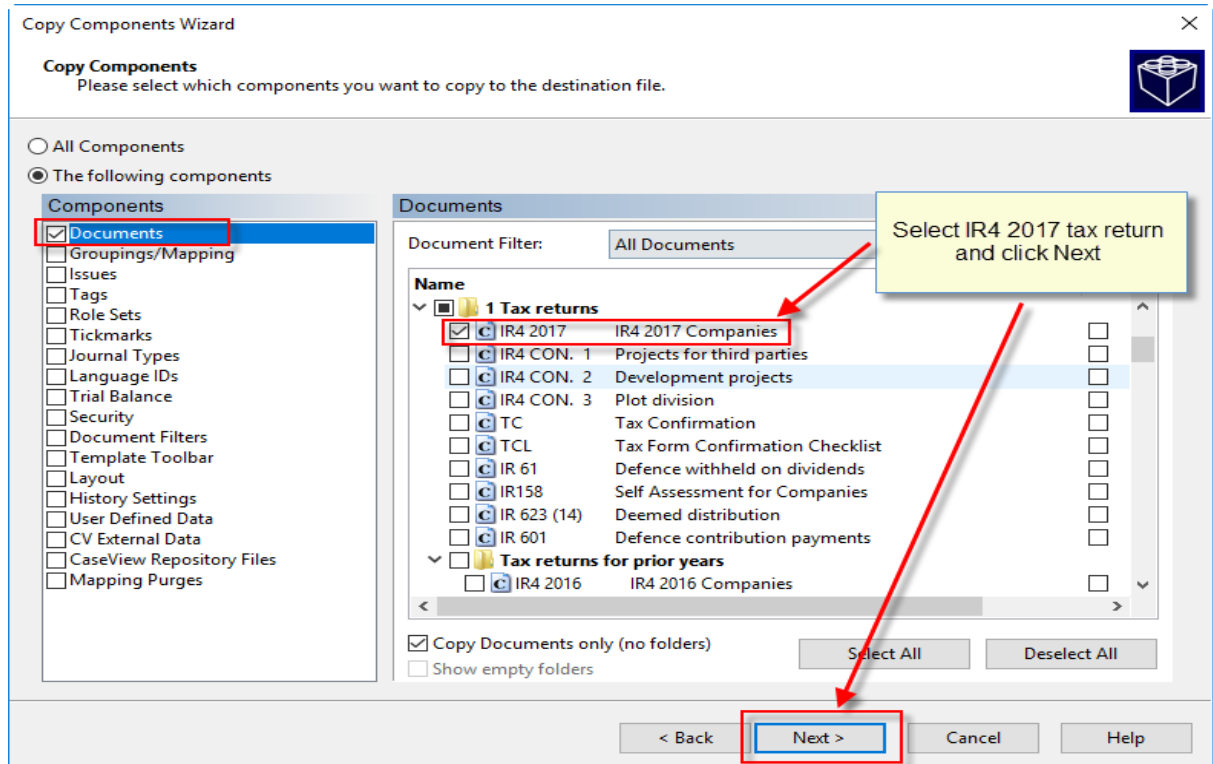 Copy Components Wizard
Copy Components
Please select which components you want to copy to the destination file.
All Components
The following components
Components
Documents
Groupings/Mapping
Issues
Tags
Role Sets
Tickmarks
Journal Types
Language IDs
Trial Balance
Security
Document Filters
Template Toolbar
Layout
History Settings
User Defined Data
CV External Data
CaseView Repository Files
Mapping Purges
Documents
Document Filter: All Documents
Select IR4 2017 tax return
and click Next
Name
1 Tax returns
IR4 2017 IR4 2017 Companies
IR4 CON. 1 Projects for third parties
IR4 CON. 2 Development projects
IR4 CON. 3 Plot division
TC Tax Confirmation
TCL Tax Form Confirmation Checklist
IR 61 Defence withheld on dividends
IR158 Self Assessment for Companies
IR 623 (14) Deemed distribution
IR 601 Defence contribution payments
Tax returns for prior years
IR4 2016 IR4 2016 Companies
Copy Documents only (no folders)
Show empty folders
Select All Deselect All
< Back Next > Cancel Help